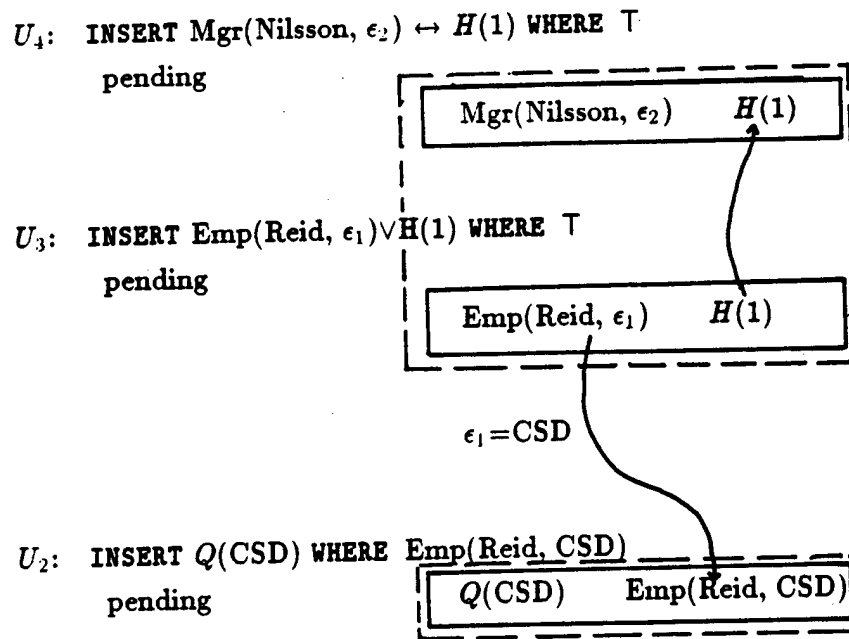 U₄: INSERT Mgr(Nilsson, ϵ₂) ↔ H(1) WHERE T
pending
Mgr(Nilsson, ϵ₂) H(1)
U₃: INSERT Emp(Reid, ϵ₁)∨H(1) WHERE T
pending
Emp(Reid, ϵ₁) H(1)
ϵ₁=CSD
U₂: INSERT Q(CSD) WHERE Emp(Reid, CSD)
pending
Q(CSD) Emp(Reid, CSD)